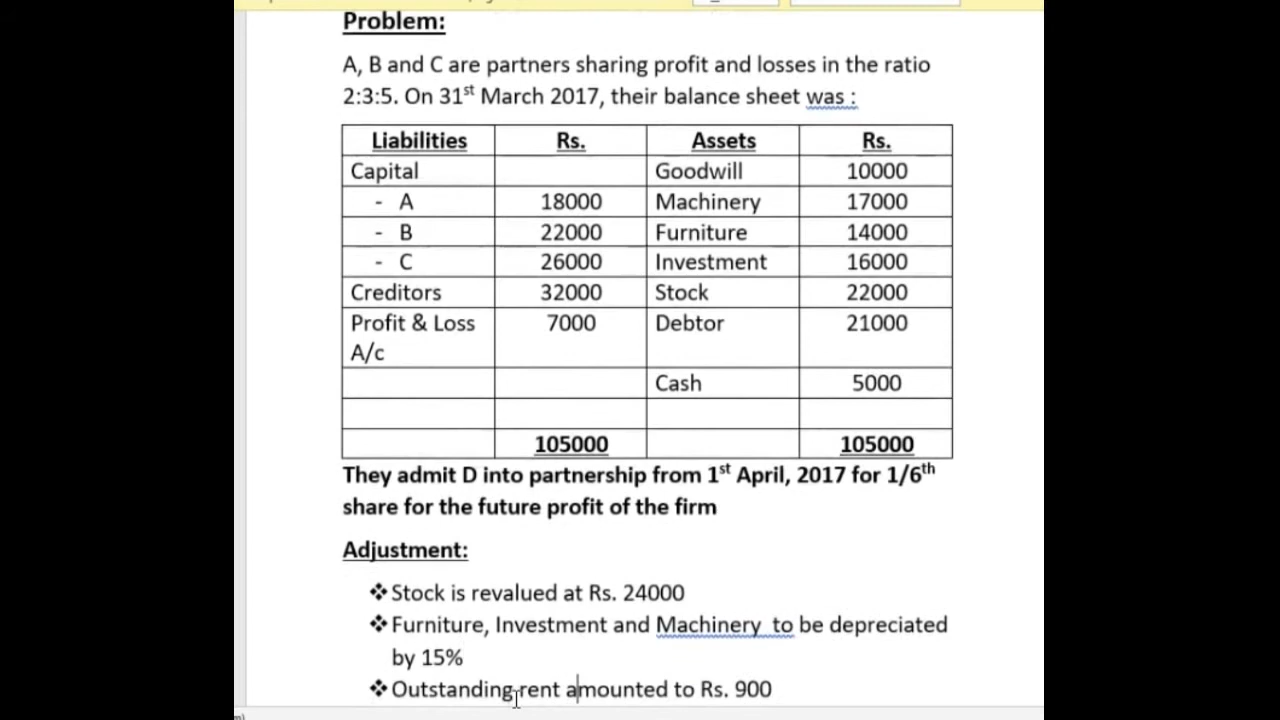 Problem:
A, B and C are partners sharing profit and losses in the ratio
2:3:5. On 31st March 2017, their balance sheet was :
Liabilities Rs. Assets Rs.
Capital Goodwill 10000
- A 18000 Machinery 17000
- B 22000 Furniture 14000
- C 26000 Investment 16000
Creditors 32000 Stock 22000
Profit & Loss 7000 Debtor 21000
A/c
Cash 5000
105000 105000
They admit D into partnership from 1st April, 2017 for 1/6th
share for the future profit of the firm
Adjustment:
❖ Stock is revalued at Rs. 24000
❖ Furniture, Investment and Machinery to be depreciated
by 15%
❖ Outstanding rent amounted to Rs. 900